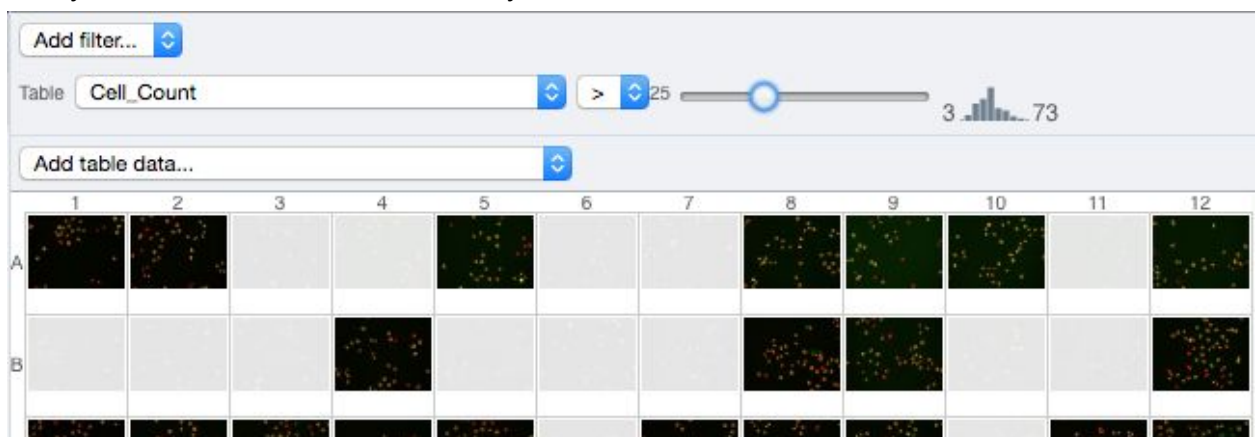 Add filter...
Table Cell_Count > 25 3 73
Add table data...
1 2 3 4 5 6 7 8 9 10 11 12
A
B